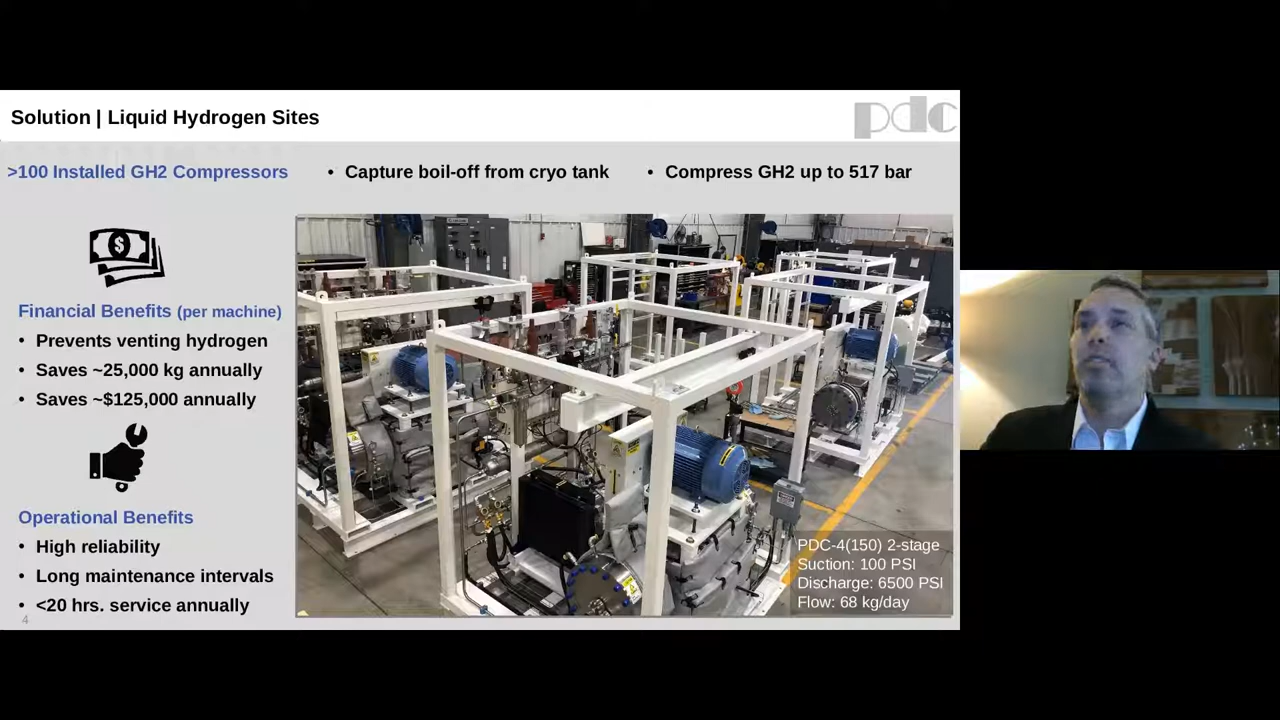 Solution | Liquid Hydrogen Sites
pdc
>100 Installed GH2 Compressors
• Capture boil-off from cryo tank
• Compress GH2 up to 517 bar
Financial Benefits (per machine)
• Prevents venting hydrogen
• Saves ~25,000 kg annually
• Saves ~$125,000 annually
Operational Benefits
• High reliability
• Long maintenance intervals
• <20 hrs. service annually
PDC-4(150) 2-stage
Suction: 100 PSI
Discharge: 6500 PSI
Flow: 68 kg/day
4